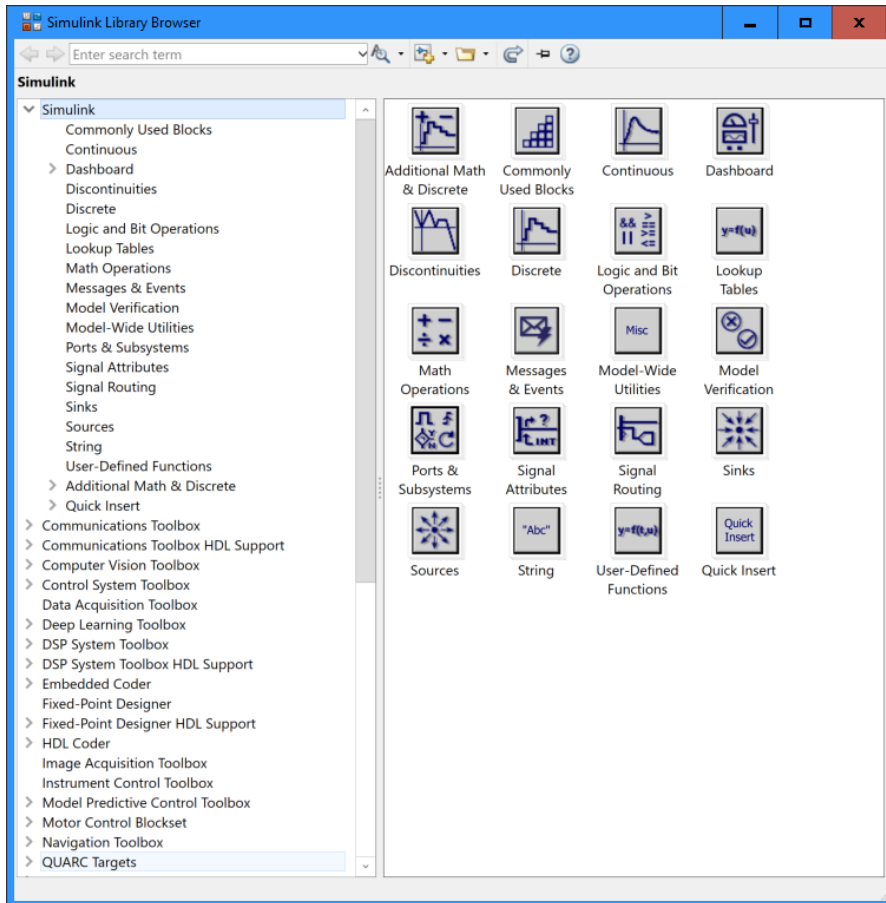 Simulink Library Browser
Enter search term
Simulink
Simulink
Commonly Used Blocks
Continuous
Dashboard
Discontinuities
Discrete
Logic and Bit Operations
Lookup Tables
Math Operations
Messages & Events
Model Verification
Model-Wide Utilities
Ports & Subsystems
Signal Attributes
Signal Routing
Sinks
Sources
String
User-Defined Functions
Additional Math & Discrete
Quick Insert
Communications Toolbox
Communications Toolbox HDL Support
Computer Vision Toolbox
Control System Toolbox
Data Acquisition Toolbox
Deep Learning Toolbox
DSP System Toolbox
DSP System Toolbox HDL Support
Embedded Coder
Fixed-Point Designer
Fixed-Point Designer HDL Support
HDL Coder
Image Acquisition Toolbox
Instrument Control Toolbox
Model Predictive Control Toolbox
Motor Control Blockset
Navigation Toolbox
QUARC Targets
Additional Math
& Discrete
Commonly
Used Blocks
Continuous
Dashboard
Discontinuities
Discrete
&& >
|| >=
<=
Logic and Bit
Operations
y=f(u)
Lookup
Tables
+ −
÷ ×
Math
Operations
Messages
& Events
Misc
Model-Wide
Utilities
Model
Verification
Y
N
Ports &
Subsystems
?
INT
Signal
Attributes
Signal
Routing
Sinks
Sources
"Abc"
String
y=f(t,u)
User-Defined
Functions
Quick
Insert
Quick Insert